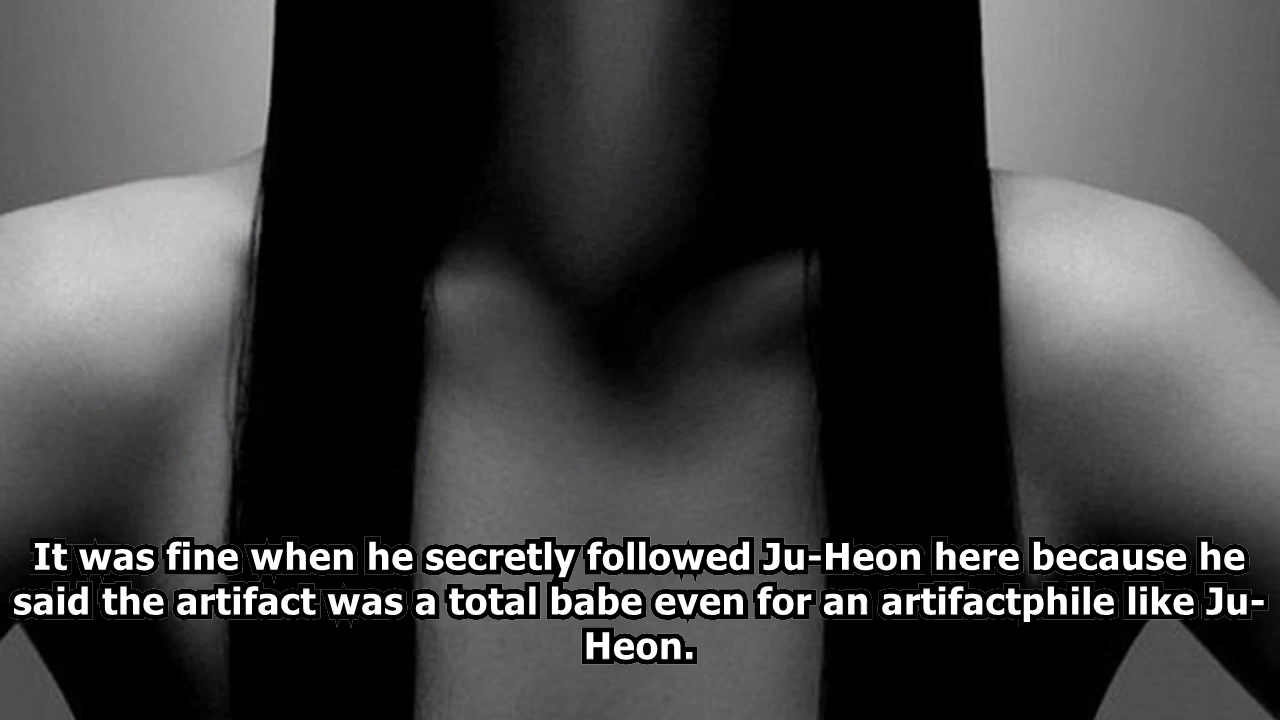 It was fine when he secretly followed Ju-Heon here because he
said the artifact was a total babe even for an artifactphile like Ju-
Heon.